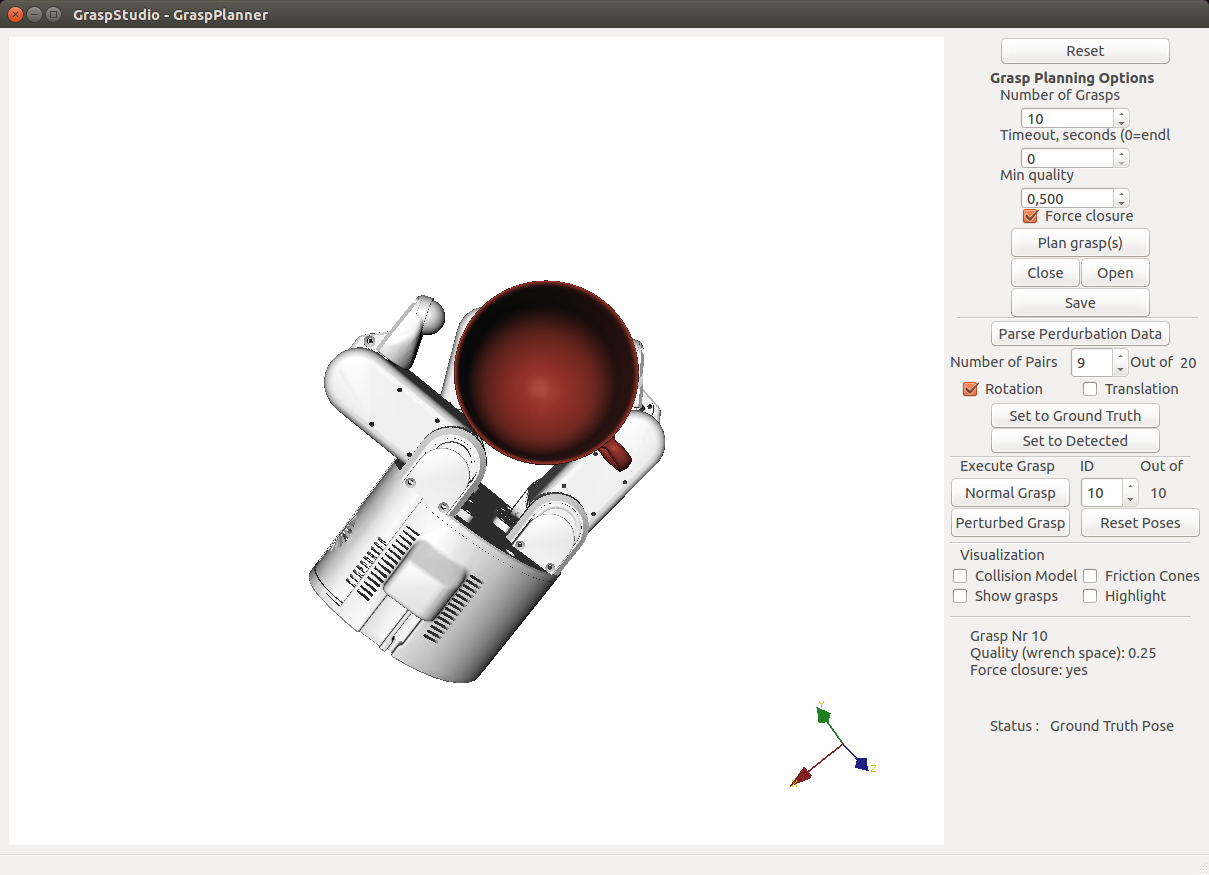 GraspStudio - GraspPlanner
Reset
Grasp Planning Options
Number of Grasps
10
Timeout, seconds (0=endl
0
Min quality
0,500
Force closure
Plan grasp(s)
Close Open
Save
Parse Perdurbation Data
Number of Pairs 9 Out of 20
Rotation Translation
Set to Ground Truth
Set to Detected
Execute Grasp ID Out of
Normal Grasp 10 10
Perturbed Grasp Reset Poses
Visualization
Collision Model Friction Cones
Show grasps Highlight
Grasp Nr 10
Quality (wrench space): 0.25
Force closure: yes
Status : Ground Truth Pose
Y
Z